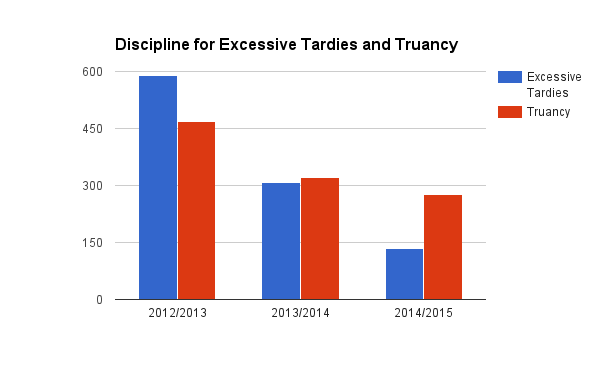 Discipline for Excessive Tardies and Truancy
600
450
300
150
0
2012/2013
2013/2014
2014/2015
Excessive
Tardies
Truancy